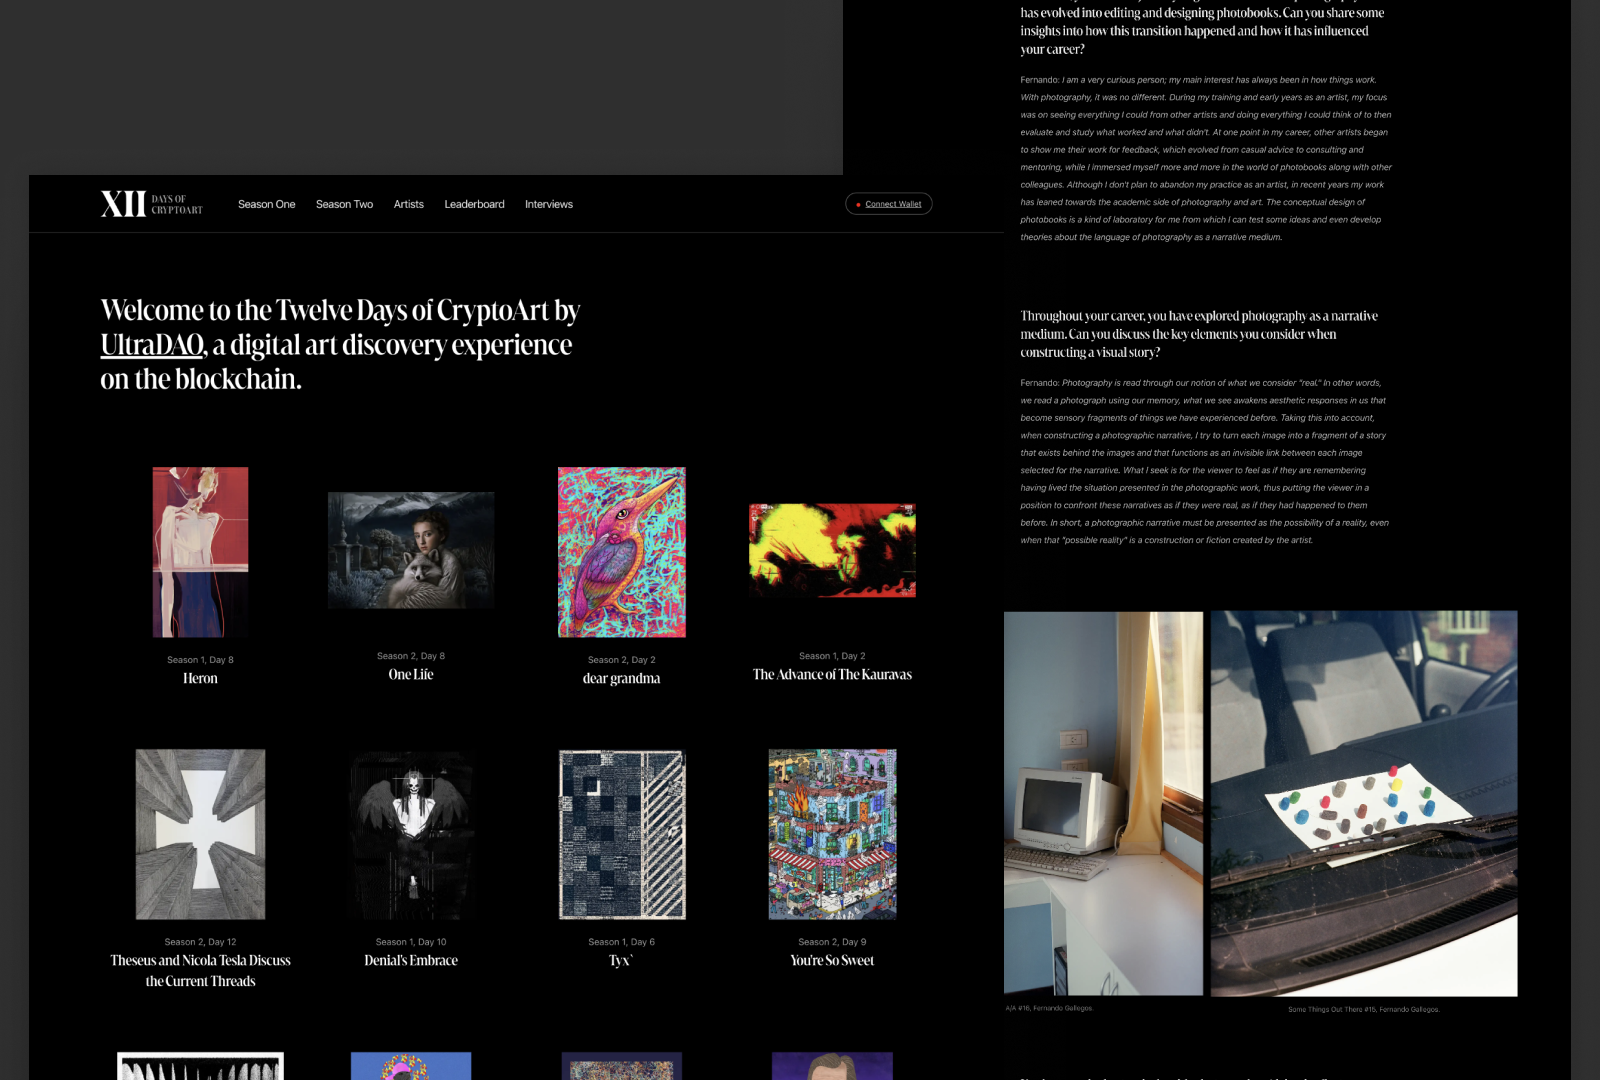 XII
DAYS OF
CRYPTOART
Season One
Season Two
Artists
Leaderboard
Interviews
Connect Wallet
Welcome to the Twelve Days of CryptoArt by
UltraDAO, a digital art discovery experience
on the blockchain.
Season 1, Day 8
Heron
Season 2, Day 8
One Life
Season 2, Day 2
dear grandma
Season 1, Day 2
The Advance of The Kauravas
Season 2, Day 12
Theseus and Nicola Tesla Discuss
the Current Threads
Season 1, Day 10
Denial's Embrace
Season 1, Day 6
Tyx`
Season 2, Day 9
You're So Sweet
has evolved into editing and designing photobooks. Can you share some
insights into how this transition happened and how it has influenced
your career?
Fernando: I am a very curious person; my main interest has always been in how things work.
With photography, it was no different. During my training and early years as an artist, my focus
was on seeing everything I could from other artists and doing everything I could think of to then
evaluate and study what worked and what didn't. At one point in my career, other artists began
to show me their work for feedback, which evolved from casual advice to consulting and
mentoring, while I immersed myself more and more in the world of photobooks along with other
colleagues. Although I don't plan to abandon my practice as an artist, in recent years my work
has leaned towards the academic side of photography and art. The conceptual design of
photobooks is a kind of laboratory for me from which I can test some ideas and even develop
theories about the language of photography as a narrative medium.
Throughout your career, you have explored photography as a narrative
medium. Can you discuss the key elements you consider when
constructing a visual story?
Fernando: Photography is read through our notion of what we consider "real." In other words,
we read a photograph using our memory, what we see awakens aesthetic responses in us that
become sensory fragments of things we have experienced before. Taking this into account,
when constructing a photographic narrative, I try to turn each image into a fragment of a story
that exists behind the images and that functions as an invisible link between each image
selected for the narrative. What I seek is for the viewer to feel as if they are remembering
having lived the situation presented in the photographic work, thus putting the viewer in a
position to confront these narratives as if they were real, as if they had happened to them
before. In short, a photographic narrative must be presented as the possibility of a reality, even
when that "possible reality" is a construction or fiction created by the artist.
A/A #16, Fernando Gallegos.
Some Things Out There #15, Fernando Gallegos.